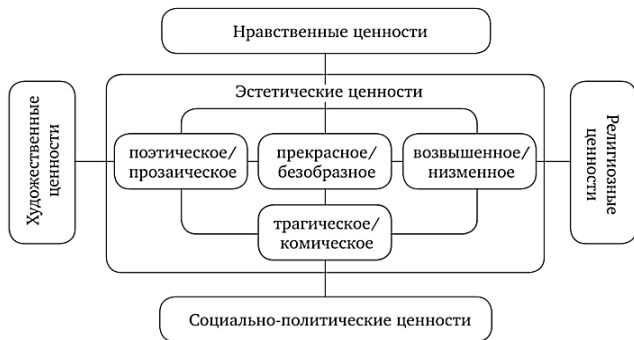 Нравственные ценности
Художественные
ценности
Эстетические ценности
поэтическое/
прозаическое
прекрасное/
безобразное
возвышенное/
низменное
трагическое/
комическое
Религиозные
ценности
Социально-политические ценности